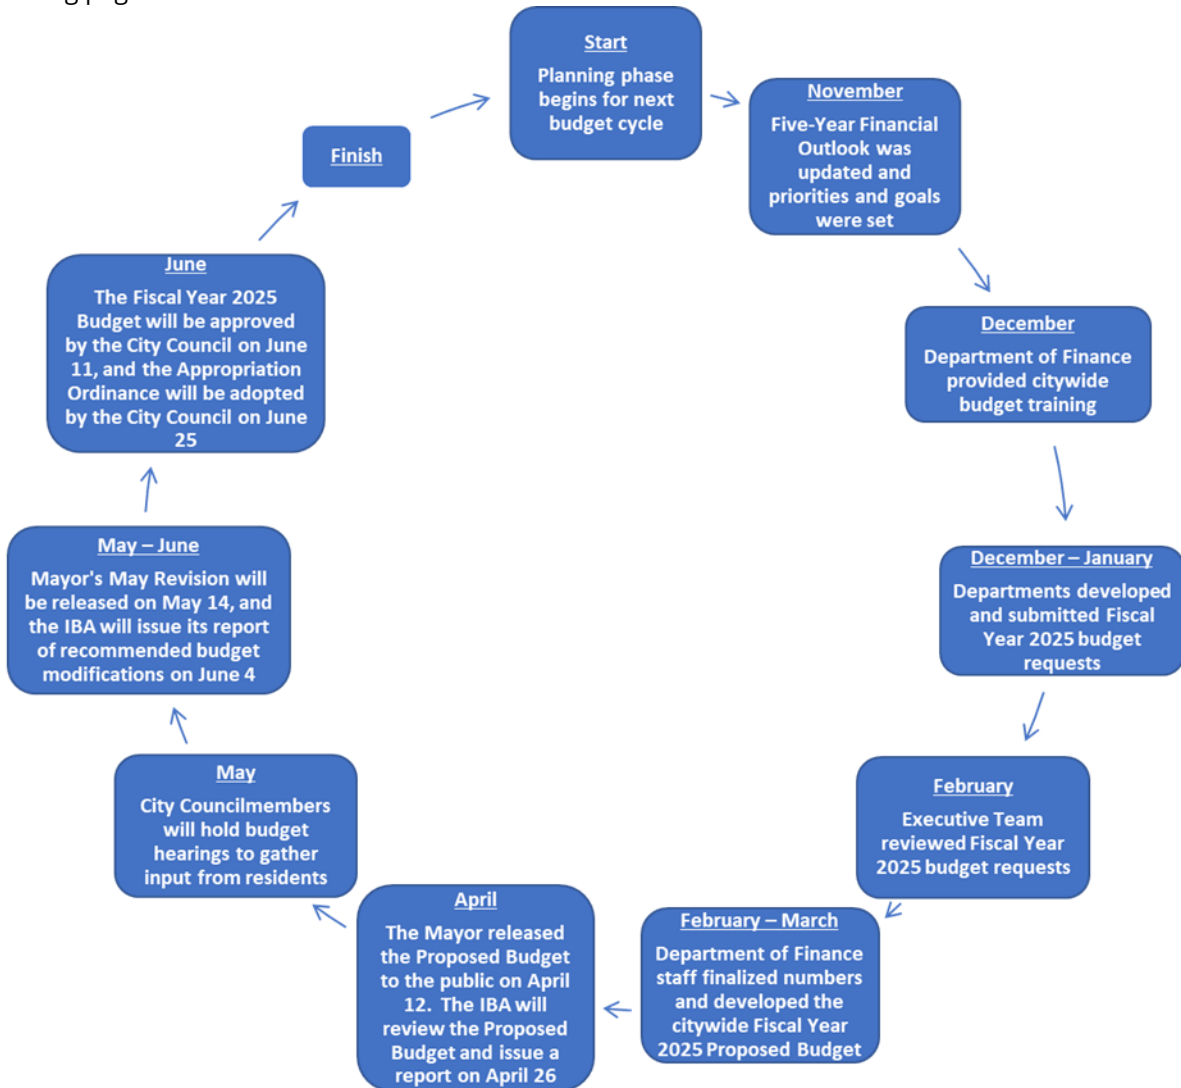 Start
Planning phase
begins for next
budget cycle
November
Five-Year Financial
Outlook was
updated and
priorities and goals
were set
December
Department of Finance
provided citywide
budget training
December – January
Departments developed
and submitted Fiscal
Year 2025 budget
requests
February
Executive Team
reviewed Fiscal Year
2025 budget requests
February – March
Department of Finance
staff finalized numbers
and developed the
citywide Fiscal Year
2025 Proposed Budget
April
The Mayor released
the Proposed Budget
to the public on April
12. The IBA will
review the Proposed
Budget and issue a
report on April 26
May
City Councilmembers
will hold budget
hearings to gather
input from residents
May – June
Mayor's May Revision will
be released on May 14, and
the IBA will issue its report
of recommended budget
modifications on June 4
June
The Fiscal Year 2025
Budget will be approved
by the City Council on June
11, and the Appropriation
Ordinance will be adopted
by the City Council on June
25
Finish